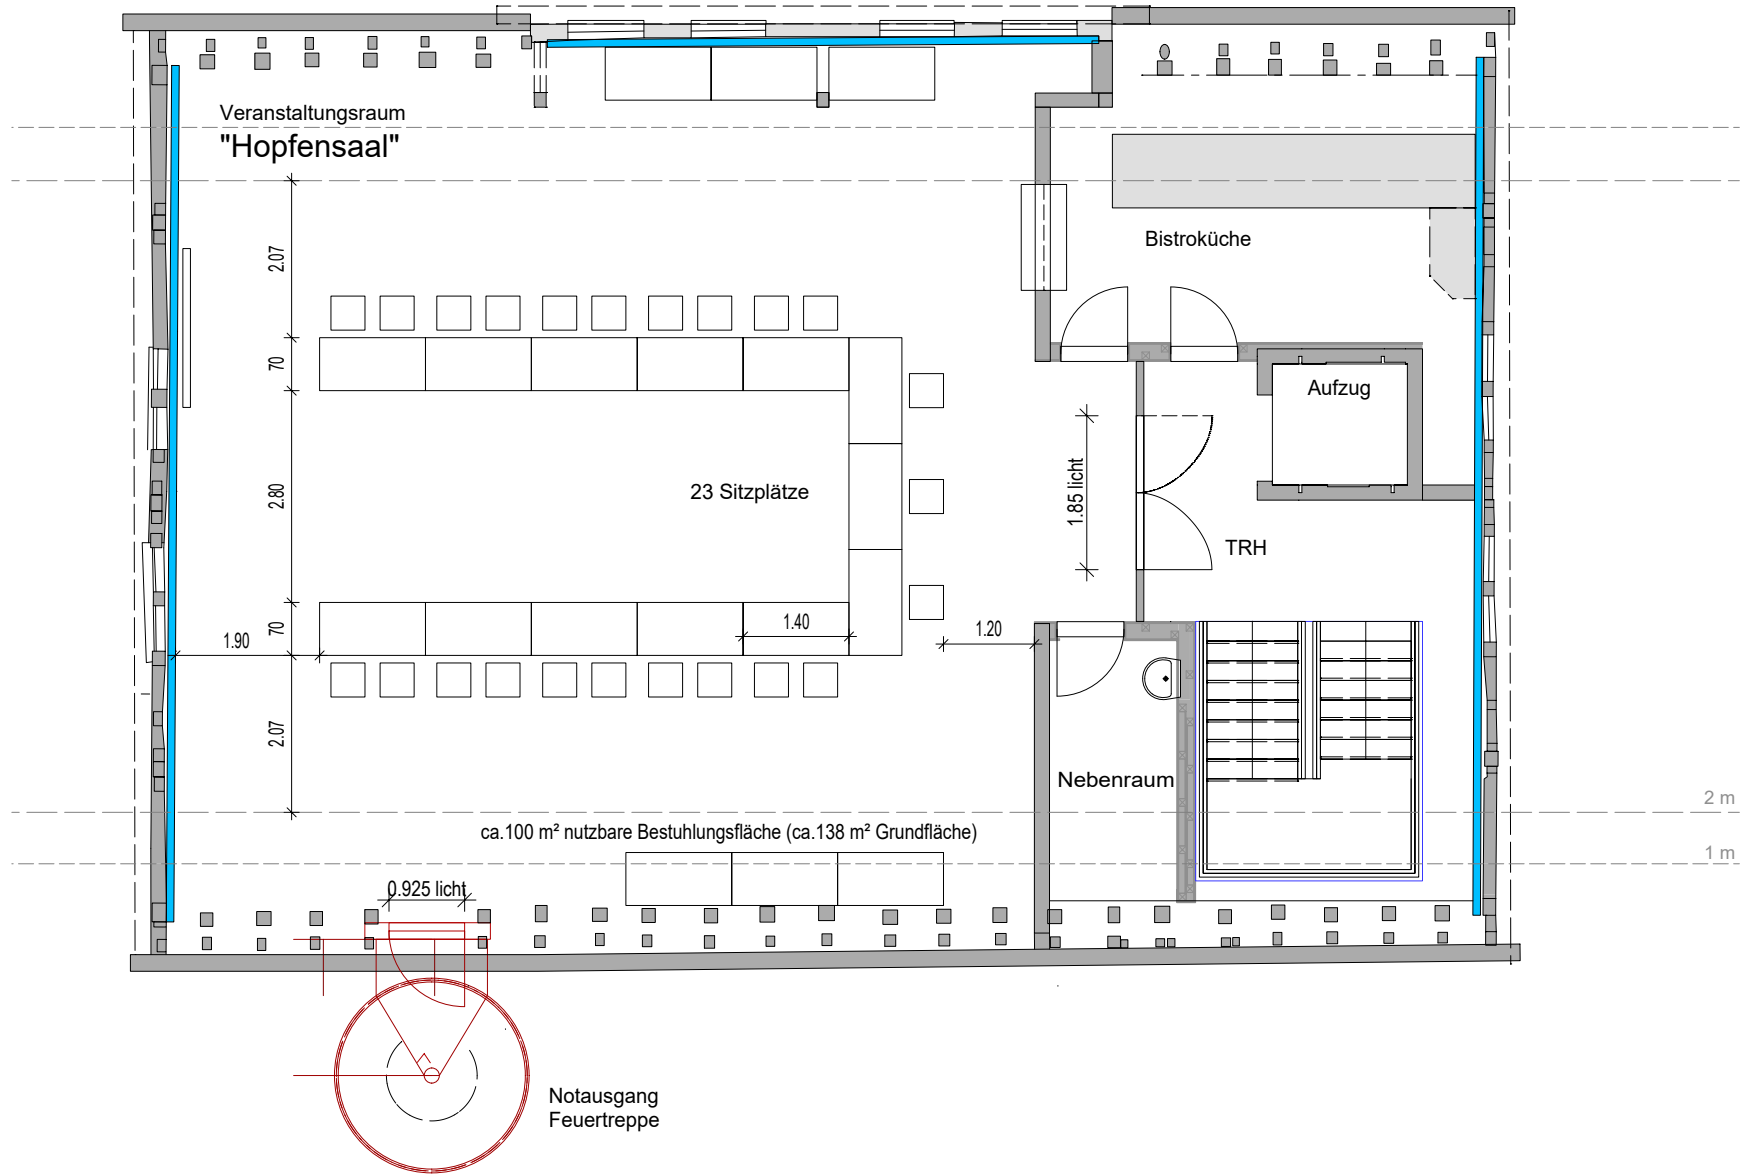 Veranstaltungsraum
"Hopfensaal"
2.07
Bistroküche
70
Aufzug
1.85 licht
2.80
23 Sitzplätze
TRH
1.90
70
1.40
1.20
2.07
Nebenraum
2 m
ca.100 m² nutzbare Bestuhlungsfläche (ca.138 m² Grundfläche)
1 m
0.925 licht
Notausgang
Feuertreppe